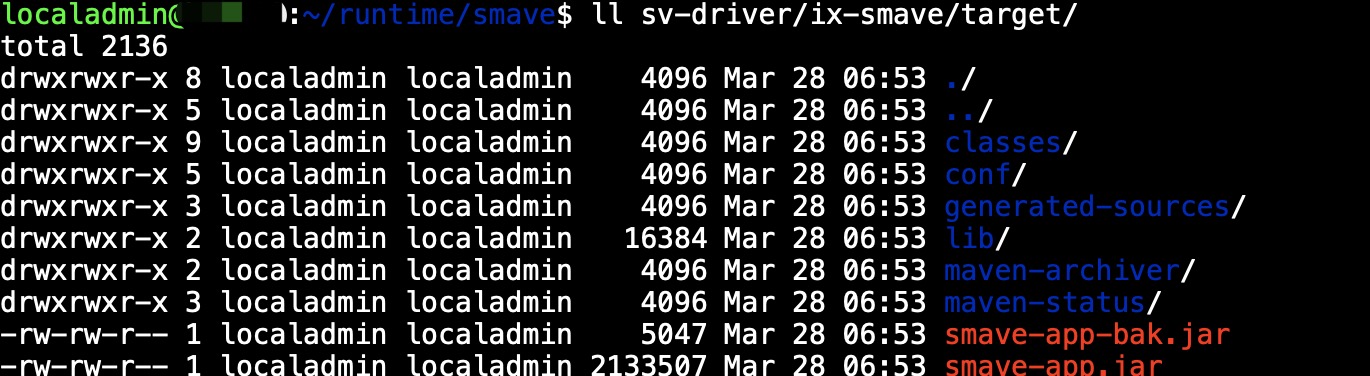 localadmin@ :~/runtime/smave$ ll sv-driver/ix-smave/target/
total 2136
drwxrwxr-x 8 localadmin localadmin    4096 Mar 28 06:53 ./
drwxrwxr-x 5 localadmin localadmin    4096 Mar 28 06:53 ../
drwxrwxr-x 9 localadmin localadmin    4096 Mar 28 06:53 classes/
drwxrwxr-x 5 localadmin localadmin    4096 Mar 28 06:53 conf/
drwxrwxr-x 3 localadmin localadmin    4096 Mar 28 06:53 generated-sources/
drwxrwxr-x 2 localadmin localadmin   16384 Mar 28 06:53 lib/
drwxrwxr-x 2 localadmin localadmin    4096 Mar 28 06:53 maven-archiver/
drwxrwxr-x 3 localadmin localadmin    4096 Mar 28 06:53 maven-status/
-rw-rw-r-- 1 localadmin localadmin    5047 Mar 28 06:53 smave-app-bak.jar
-rw-rw-r-- 1 localadmin localadmin 2133507 Mar 28 06:53 smave-app.jar